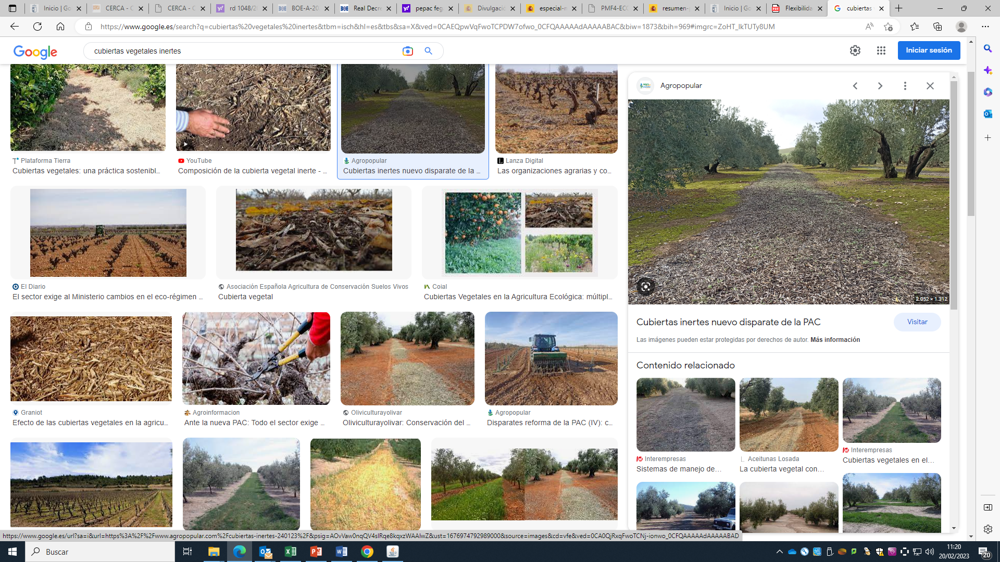 Inicio | Go
CERCA - C
CERCA - C
rd 1048/20
BOE-A-20
Real Decre
pepac feg
Divulgació
especial-n
PMF4-ECO
resumen-
Inicio | Go
Flexibilida
cubiertas
https://www.google.es/search?q=cubiertas%20vegetales%20inertes&tbm=isch&hl=es&tbs&sa=X&ved=0CAEQpwVqFwoTCPDW7ofwo_0CFQAAAAAdAAAAABAC&biw=1873&bih=969#imgrc=ZoHT_IkTUTy8UM
Google
cubiertas vegetales inertes
Iniciar sesión
Plataforma Tierra
Cubiertas vegetales: una práctica sostenibl...
YouTube
Composición de la cubierta vegetal inerte - ...
Agropopular
Cubiertas inertes nuevo disparate de la ...
Lanza Digital
Las organizaciones agrarias y co...
El Diario
El sector exige al Ministerio cambios en el eco-régimen ...
Asociación Española Agricultura de Conservación Suelos Vivos
Cubierta vegetal
Coial
Cubiertas Vegetales en la Agricultura Ecológica: múltipl...
Graniot
Efecto de las cubiertas vegetales en la agricu...
Agroinformacion
Ante la nueva PAC: Todo el sector exige ...
Oliviculturayolivar
Oliviculturayolivar: Conservación del ...
Agropopular
Disparates reforma de la PAC (IV): c...
Agropopular
2.052 × 1.312
Cubiertas inertes nuevo disparate de la PAC
Visitar
Las imágenes pueden estar protegidas por derechos de autor. Más información
Contenido relacionado
Interempresas
Sistemas de manejo de...
Aceitunas Losada
La cubierta vegetal con...
Interempresas
Cubiertas vegetales en el...
https://www.google.es/url?sa=i&url=https%3A%2F%2Fwww.agropopular.com%2Fcubiertas-inertes-240123%2F&psig=AOvVaw0nqQV4slRqe8kqxzWAAlwZ&ust=1676974792989000&source=images&cd=vfe&ved=0CA0QjRxqFwoTCNj-ionwo_0CFQAAAAAdAAAAABAD
Buscar
11:20
20/02/2023
20